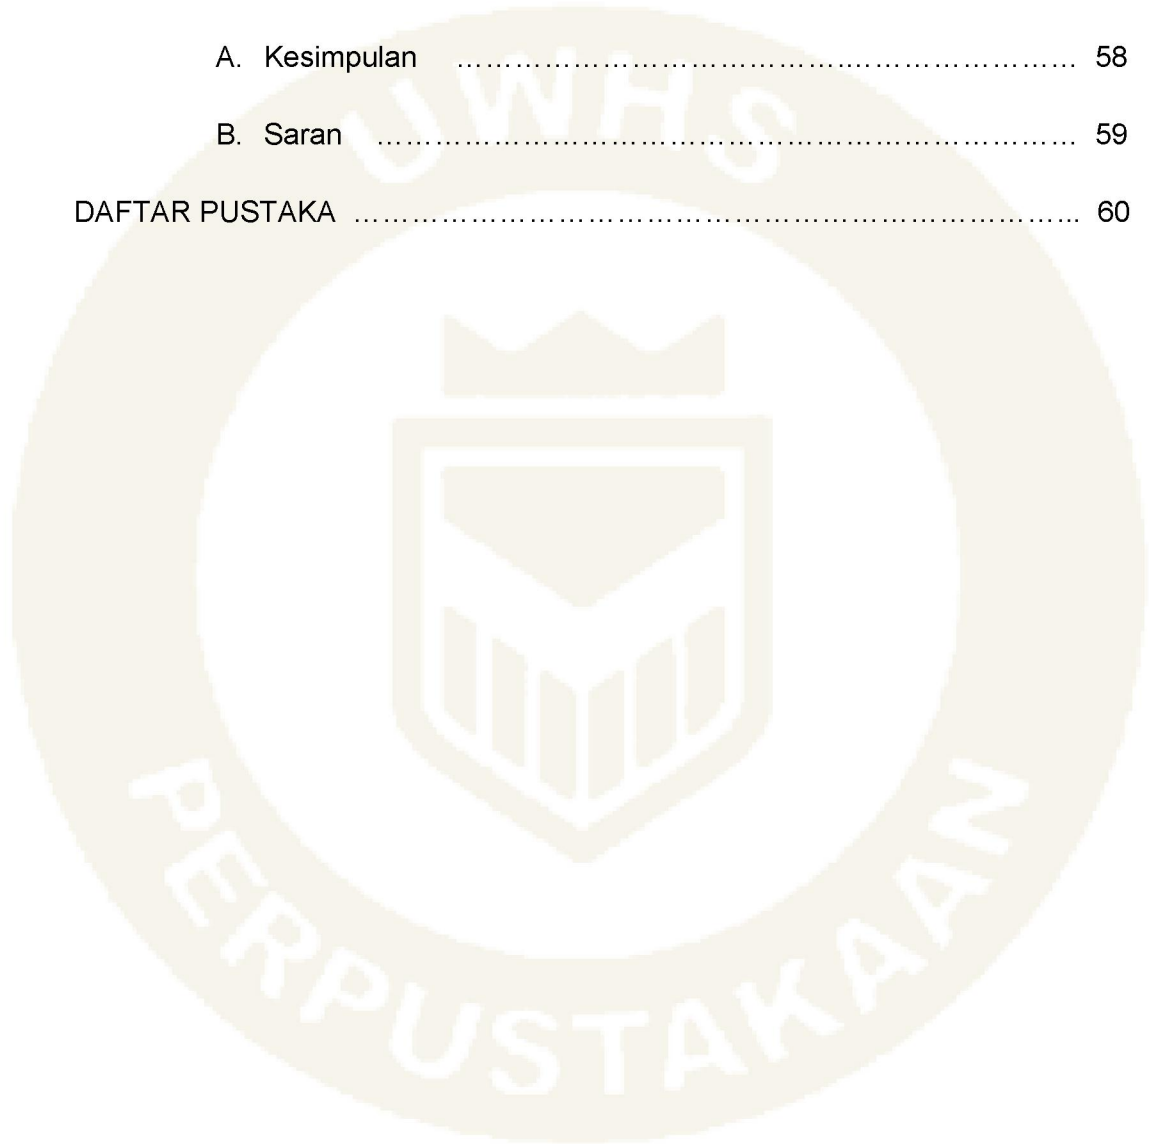 A. Kesimpulan ………………………………………………………… 58
B. Saran ……………………………………………………………… 59
DAFTAR PUSTAKA ………………………………………………………………… 60
UWHS
PERPUSTAKAAN